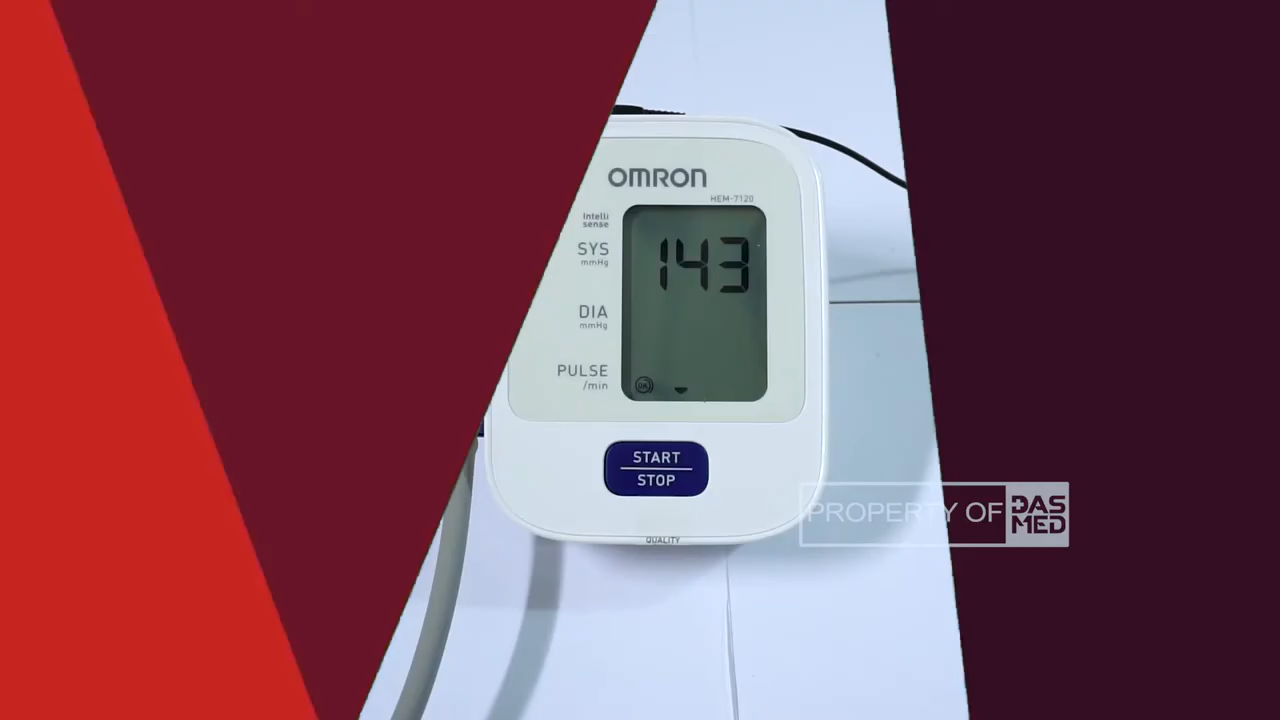 OMRON
HEM-7120
Intelli
sense
SYS
mmHg
143
DIA
mmHg
PULSE
/min
OK
START
STOP
QUALITY
PROPERTY OF DAS
MED